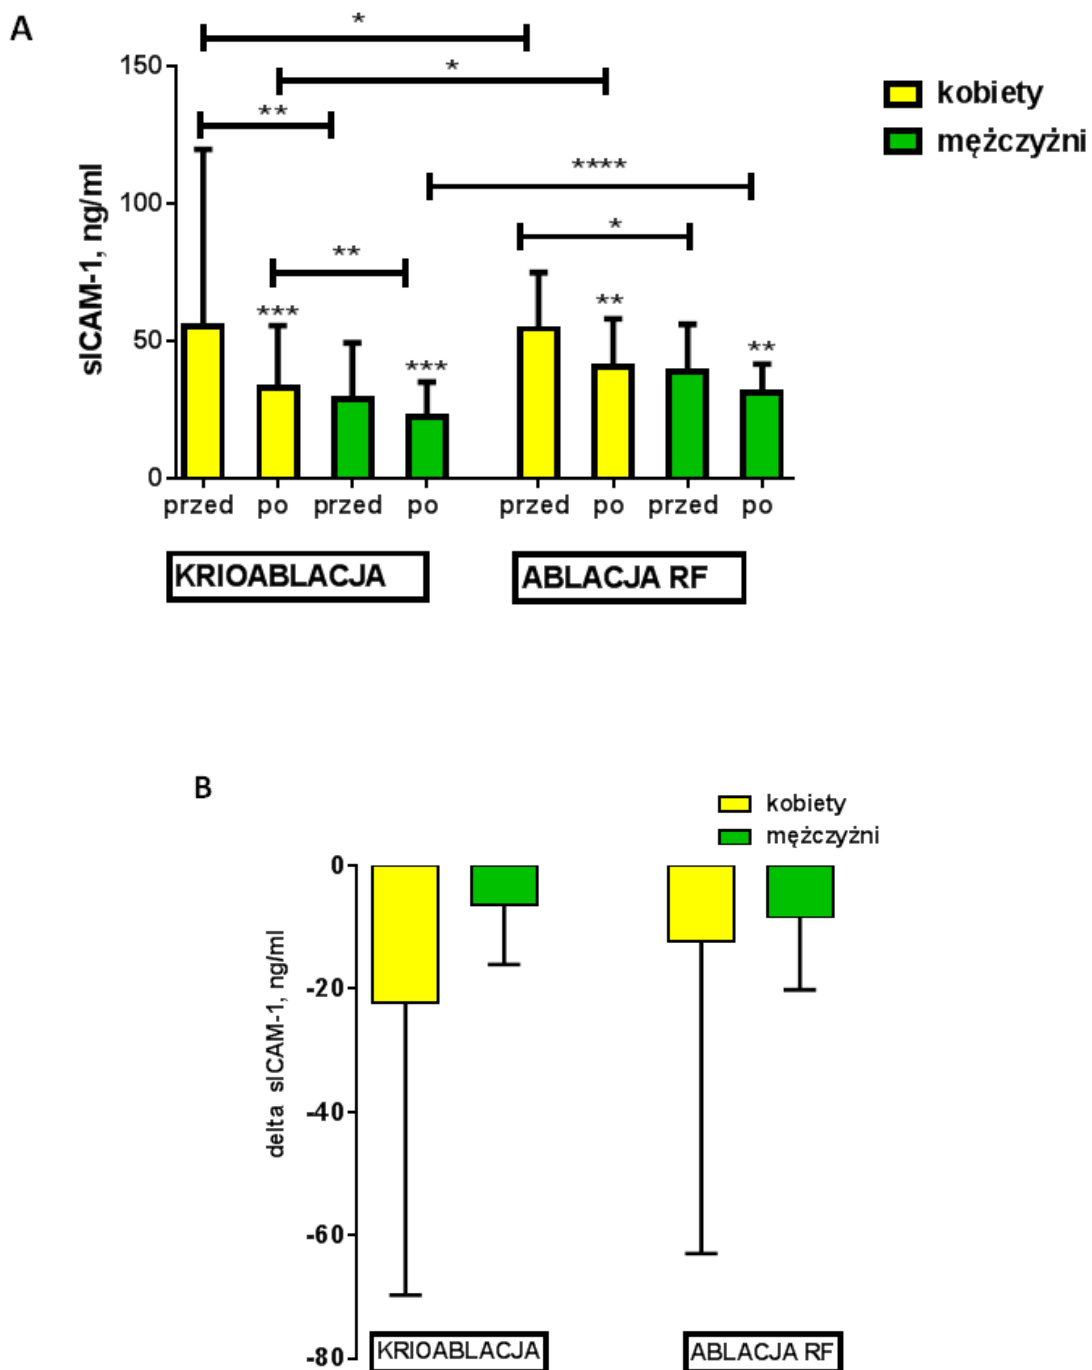 A
*
150
*
kobiety
**
mężczyźni
****
100
*
**
sICAM-1, ng/ml
***
**
50
***
**
0
przed po przed po przed po przed po
KRIOABLACJA ABLACJA RF
B
kobiety
mężczyźni
0
-20
delta sICAM-1, ng/ml
-40
-60
-80
KRIOABLACJA ABLACJA RF